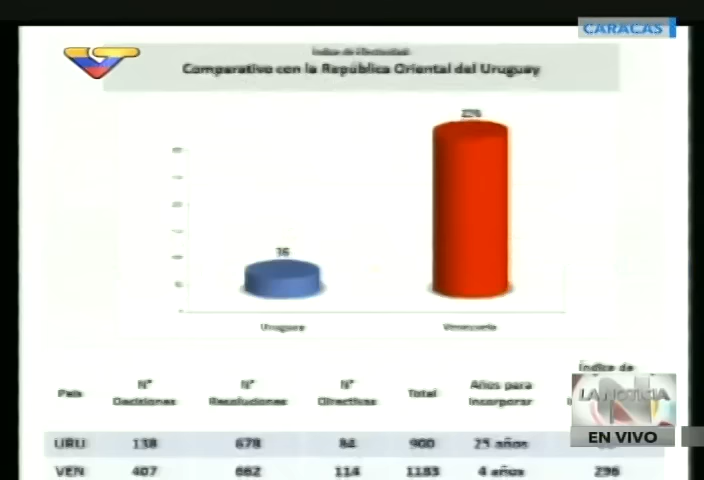 CARACAS
Índice de Efectividad
Comparativo con la República Oriental del Uruguay
296
36
Uruguay Venezuela
País N° Decisiones N° Resoluciones N° Directivas Total Años para Incorporar Índice de
URU 138 678 84 900 25 años
VEN 407 662 114 1183 4 años 296
LA NOTICIA
EN VIVO